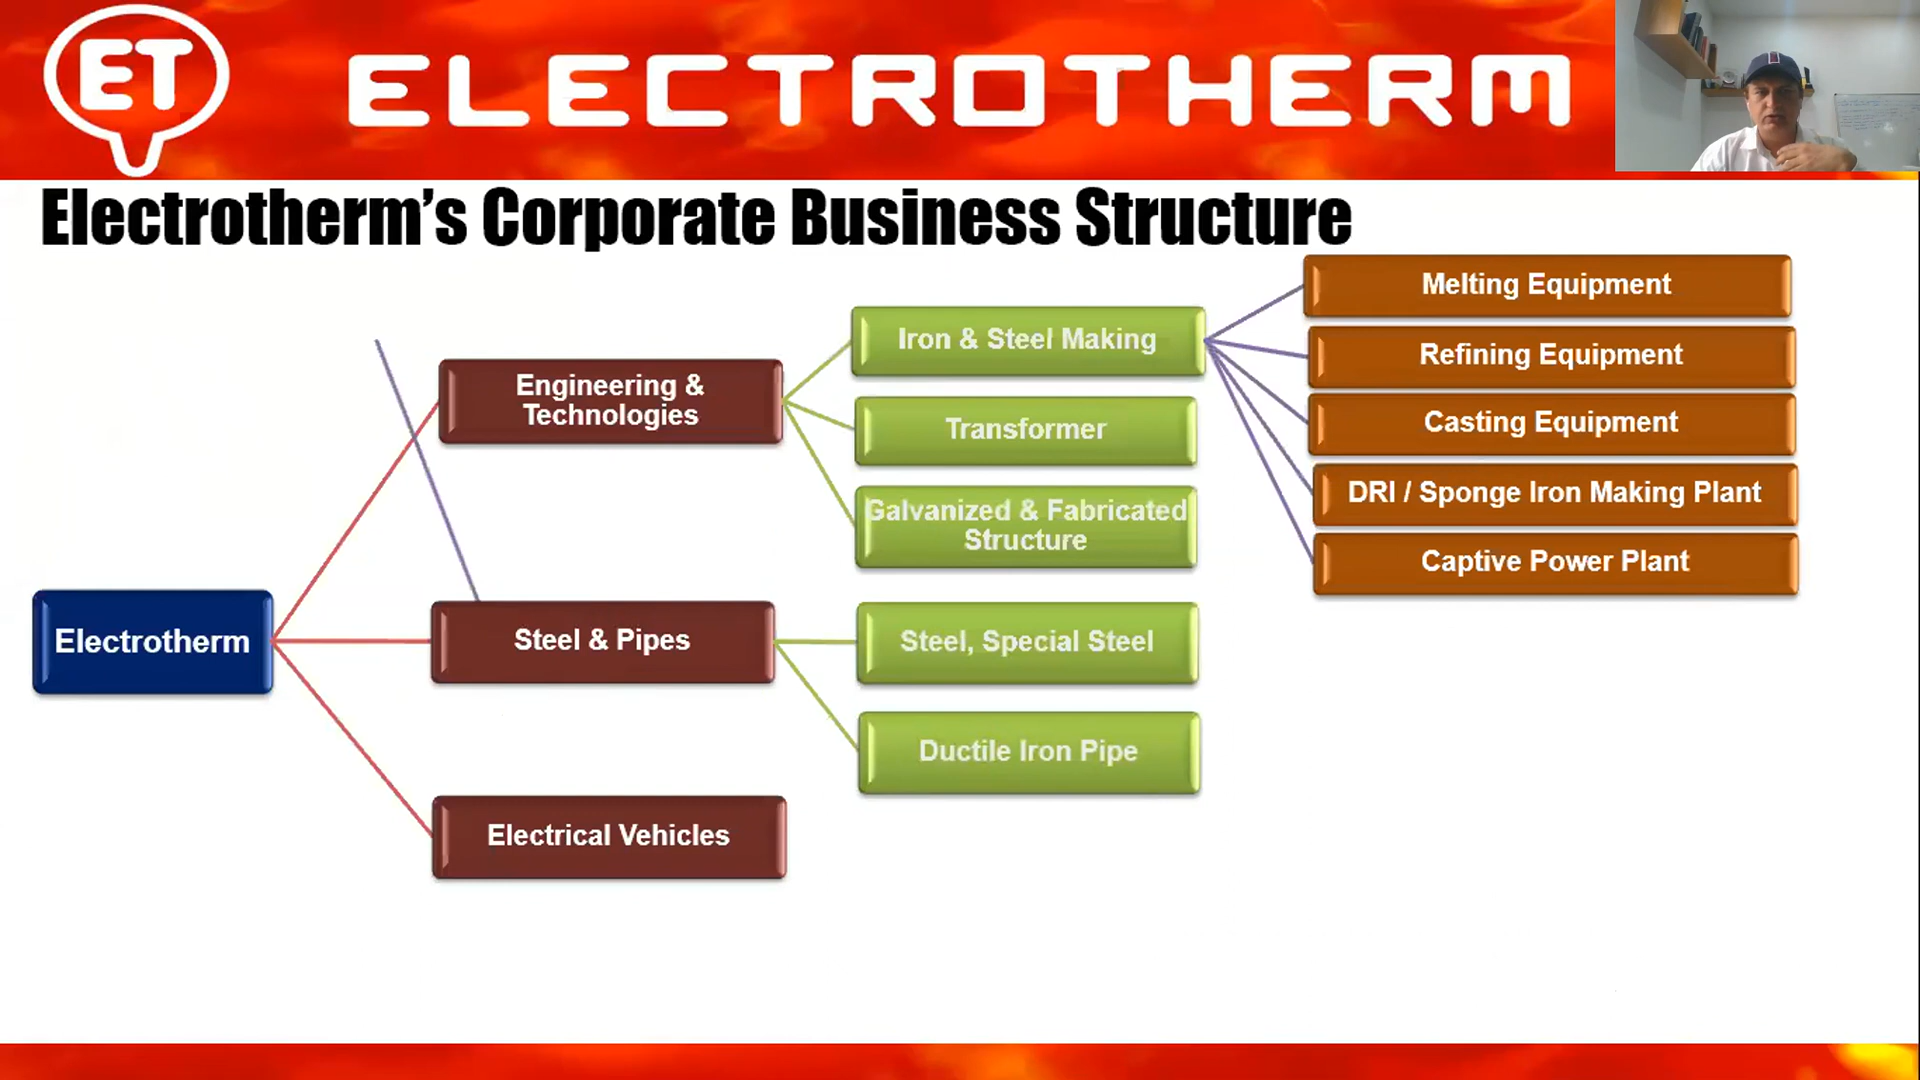 ET
ELECTROTHERM
Electrotherm's Corporate Business Structure
Electrotherm
Engineering &
Technologies
Steel & Pipes
Electrical Vehicles
Iron & Steel Making
Transformer
Galvanized & Fabricated
Structure
Steel, Special Steel
Ductile Iron Pipe
Melting Equipment
Refining Equipment
Casting Equipment
DRI / Sponge Iron Making Plant
Captive Power Plant